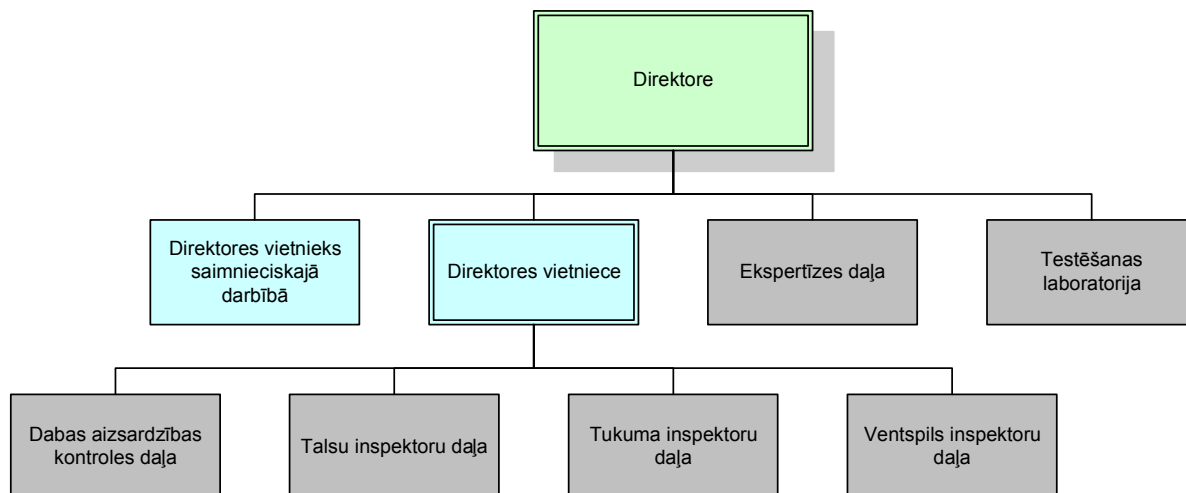 Direktore
Direktores vietnieks
saimnieciskajā
darbībā
Direktores vietniece
Ekspertīzes daļa
Testēšanas
laboratorija
Dabas aizsardzības
kontroles daļa
Talsu inspektoru daļa
Tukuma inspektoru
daļa
Ventspils inspektoru
daļa